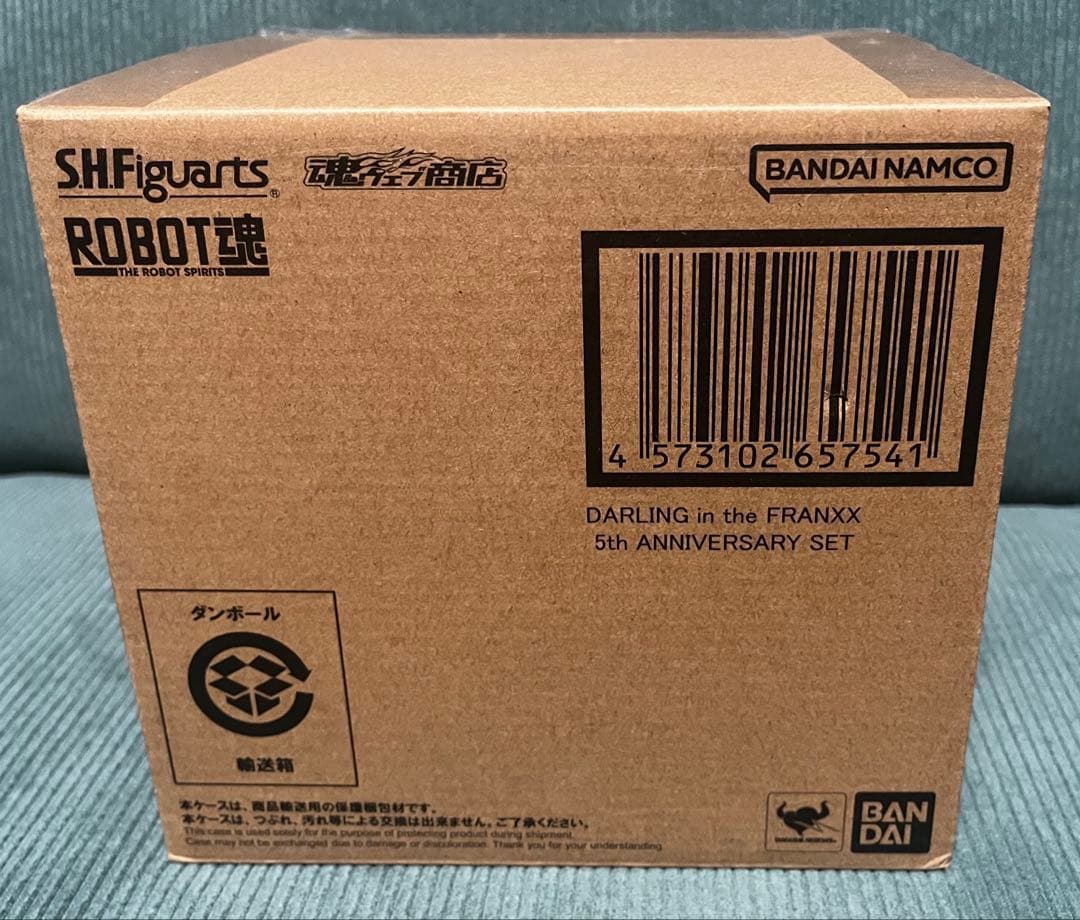 S.H.Figuarts®
魂ウェブ商店
BANDAI NAMCO
ROBOT魂
THE ROBOT SPIRITS
4 573102 657541
DARLING in the FRANXX
5th ANNIVERSARY SET
ダンボール
輸送箱
本ケースは、商品輸送用の保護梱包材です。
本ケースは、つぶれ、汚れ等による交換は出来ません。ご了承ください。
This case is used solely for the purpose of protecting product during shipment.
Case may not be exchanged due to damage or discoloration. Thank you for your understanding.
BAN
DAI